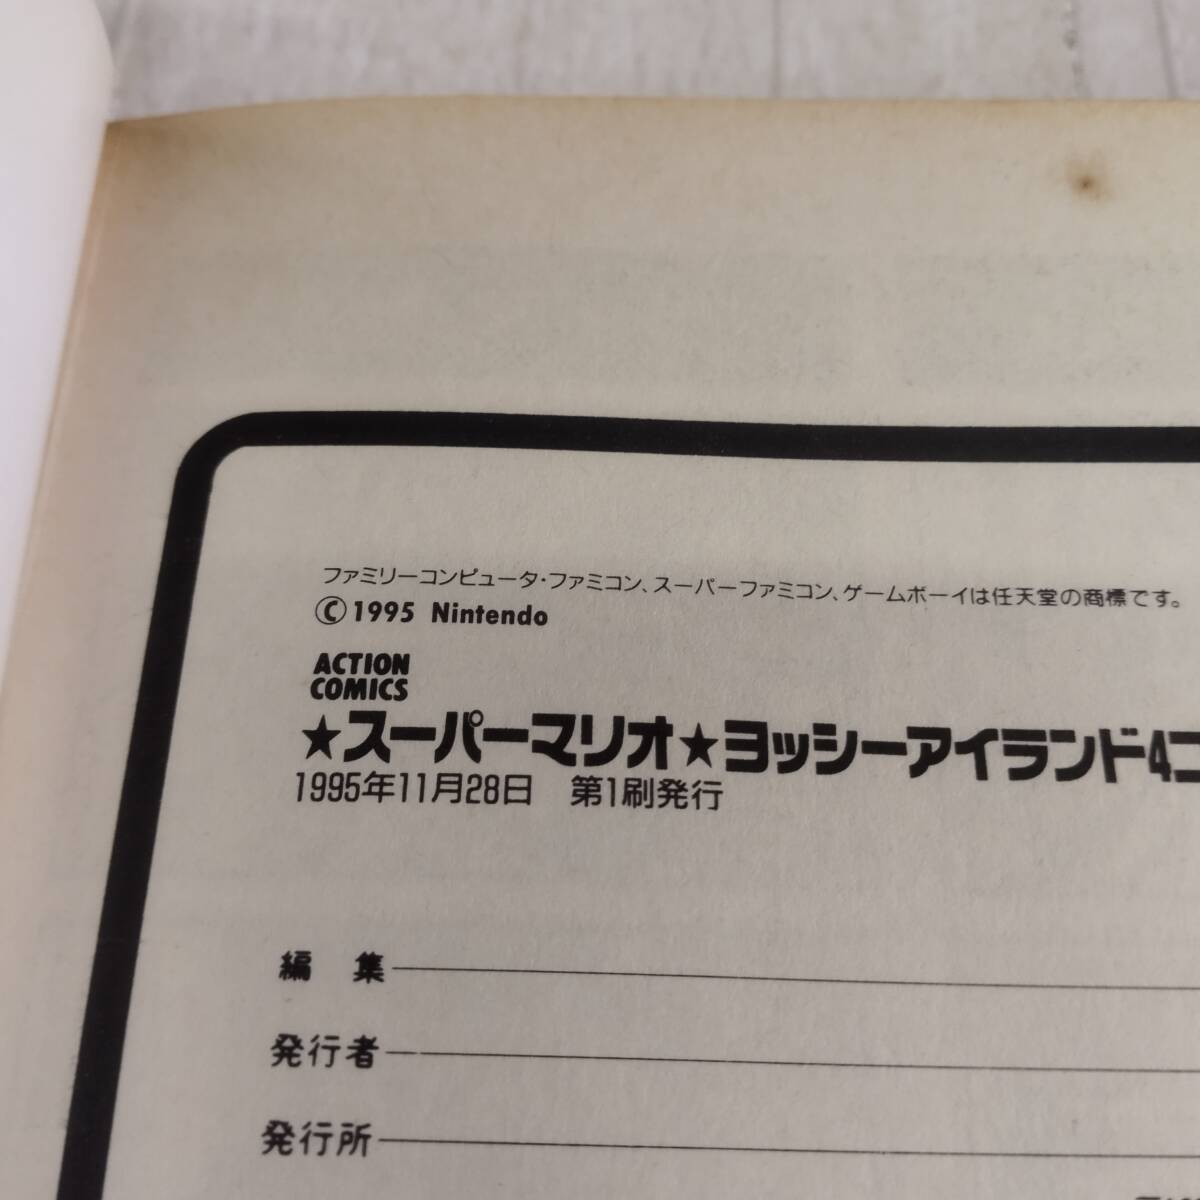 ファミリーコンピュータ・ファミコン、スーパーファミコン、ゲームボーイは任天堂の商標です。
Ⓒ1995 Nintendo
ACTION
COMICS
★スーパーマリオ★ヨッシーアイランド4コ
1995年11月28日　第1刷発行
編　集
発行者
発行所